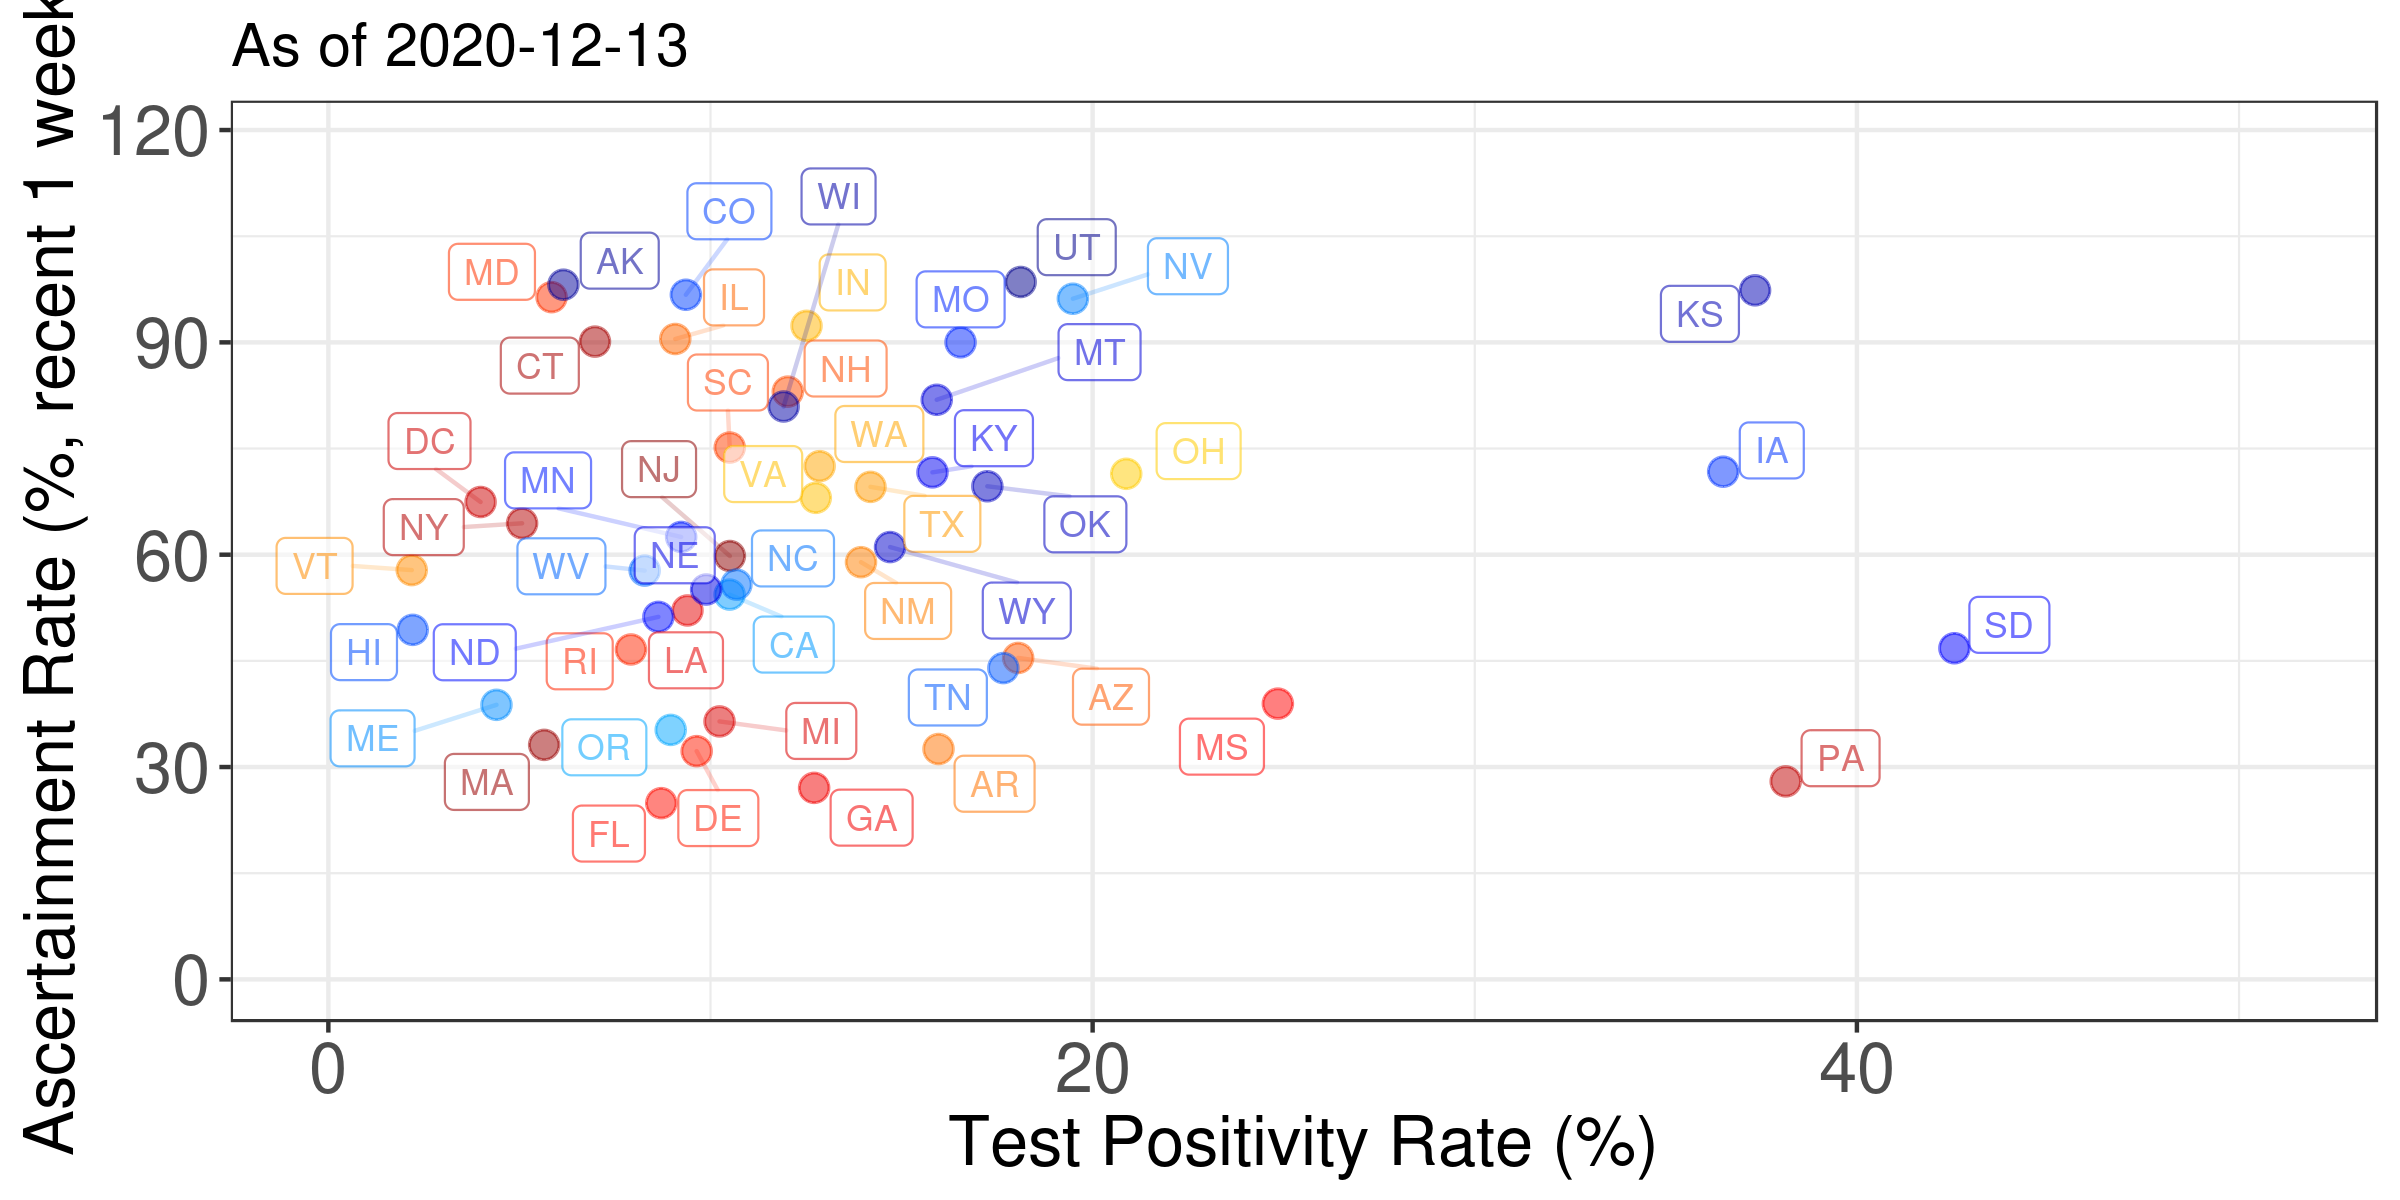 As of 2020-12-13
Ascertainment Rate (%, recent 1 week
120
90
60
30
0
WI
CO
UT
AK
NV
MD
IN
IL
MO
KS
MT
CT
NH
SC
WA
KY
DC
OH
IA
NJ
VA
MN
TX
OK
NY
NE
NC
WV
VT
NM
WY
SD
CA
HI
ND
RI
LA
TN
AZ
MI
ME
OR
MS
PA
MA
AR
DE
GA
FL
0
20
40
Test Positivity Rate (%)